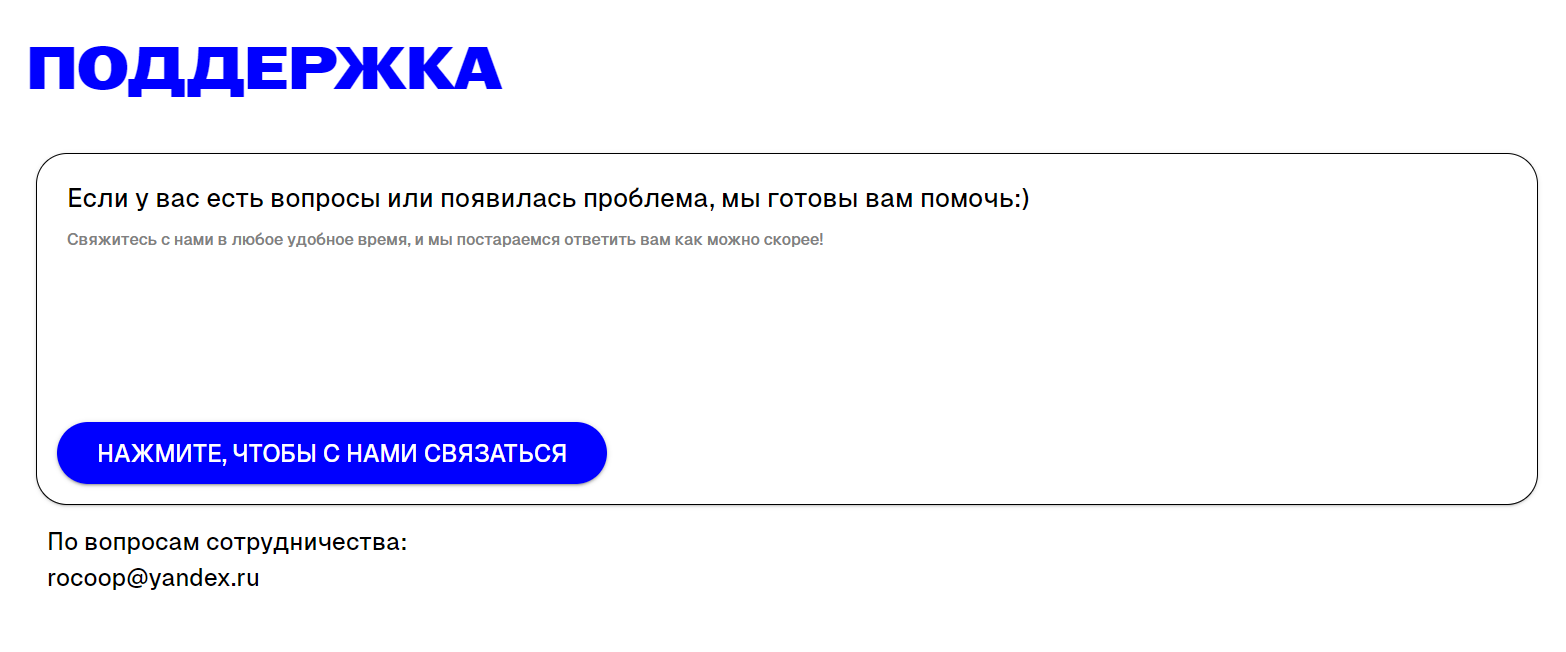 ПОДДЕРЖКА
Если у вас есть вопросы или появилась проблема, мы готовы вам помочь:)
Свяжитесь с нами в любое удобное время, и мы постараемся ответить вам как можно скорее!
НАЖМИТЕ, ЧТОБЫ С НАМИ СВЯЗАТЬСЯ
По вопросам сотрудничества:
rocoop@yandex.ru